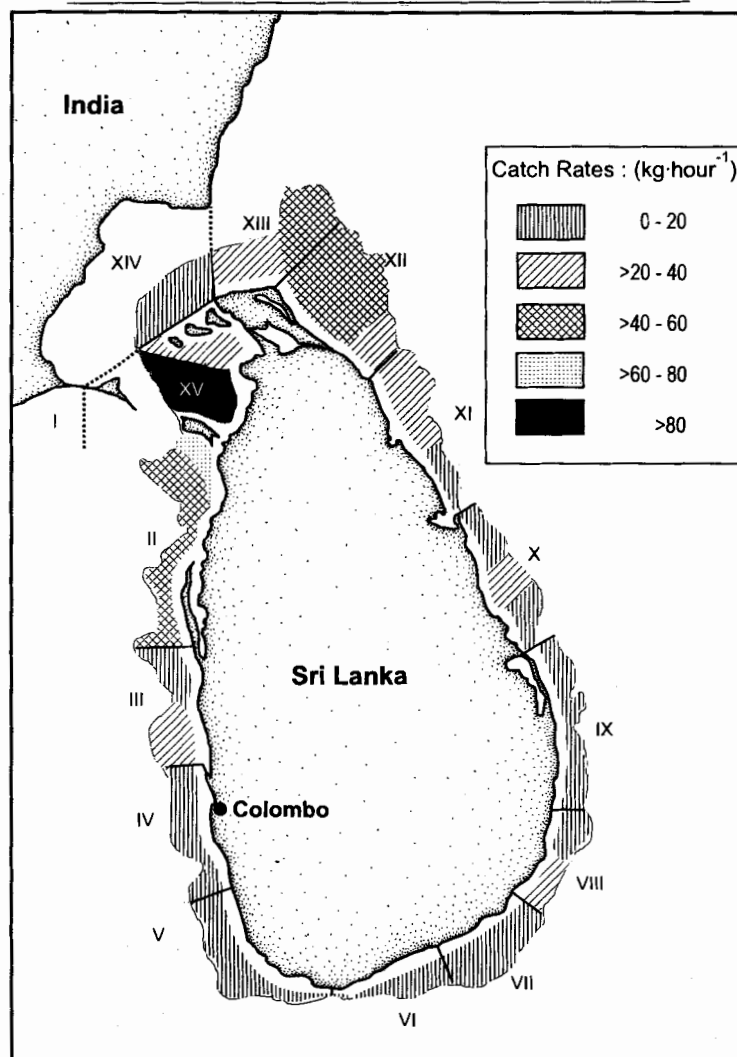 India
Catch Rates : (kg·hour⁻¹)
0 - 20
>20 - 40
>40 - 60
>60 - 80
>80
XIII
XIV
XII
XV
I
XI
II
X
Sri Lanka
III
IX
Colombo
IV
VIII
V
VII
VI